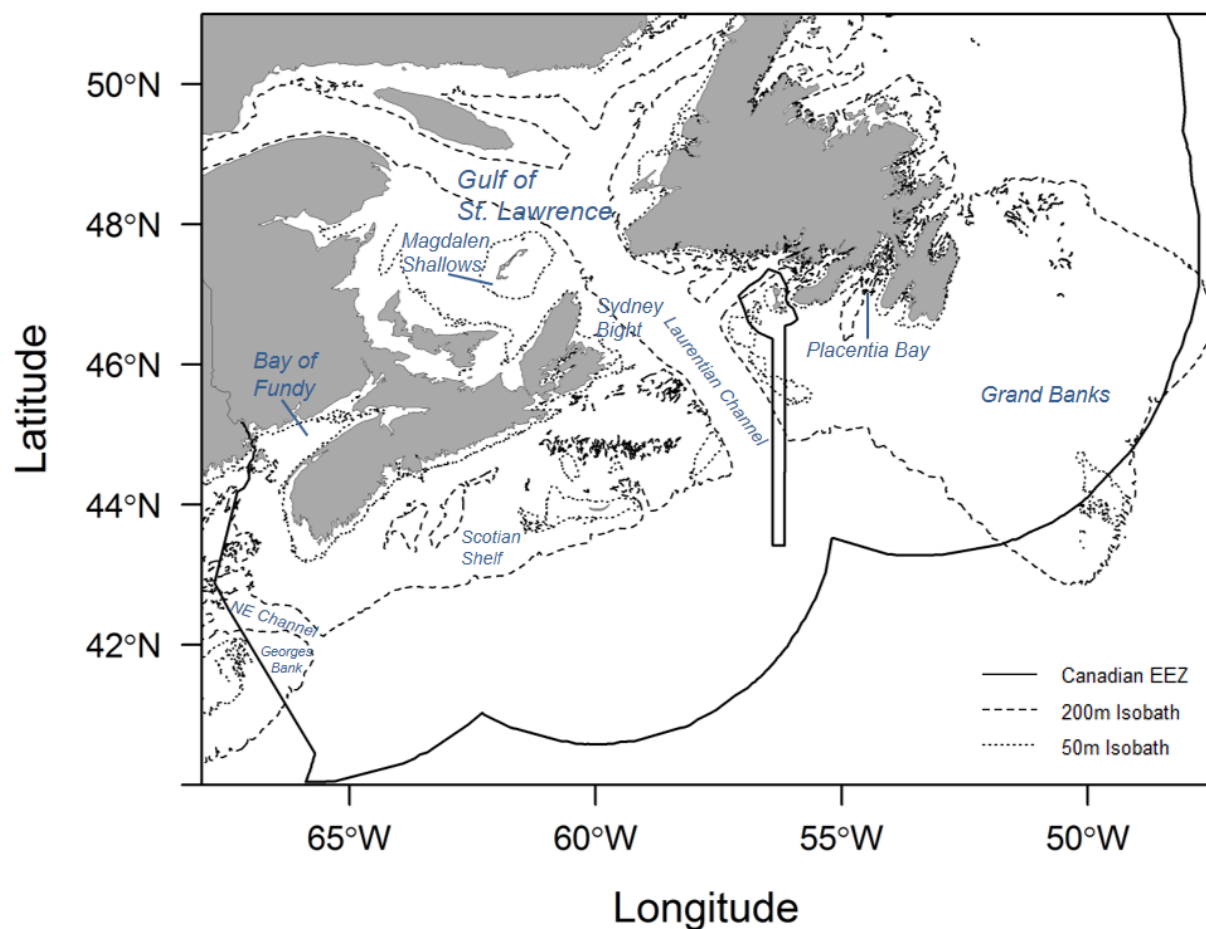 50°N
48°N
46°N
44°N
42°N
Latitude
Gulf of
St. Lawrence
Magdalen
Shallows
Sydney
Bight
Laurentian Channel
Placentia Bay
Bay of
Fundy
Grand Banks
Scotian
Shelf
NE Channel
Georges
Bank
Canadian EEZ
200m Isobath
50m Isobath
65°W
60°W
55°W
50°W
Longitude